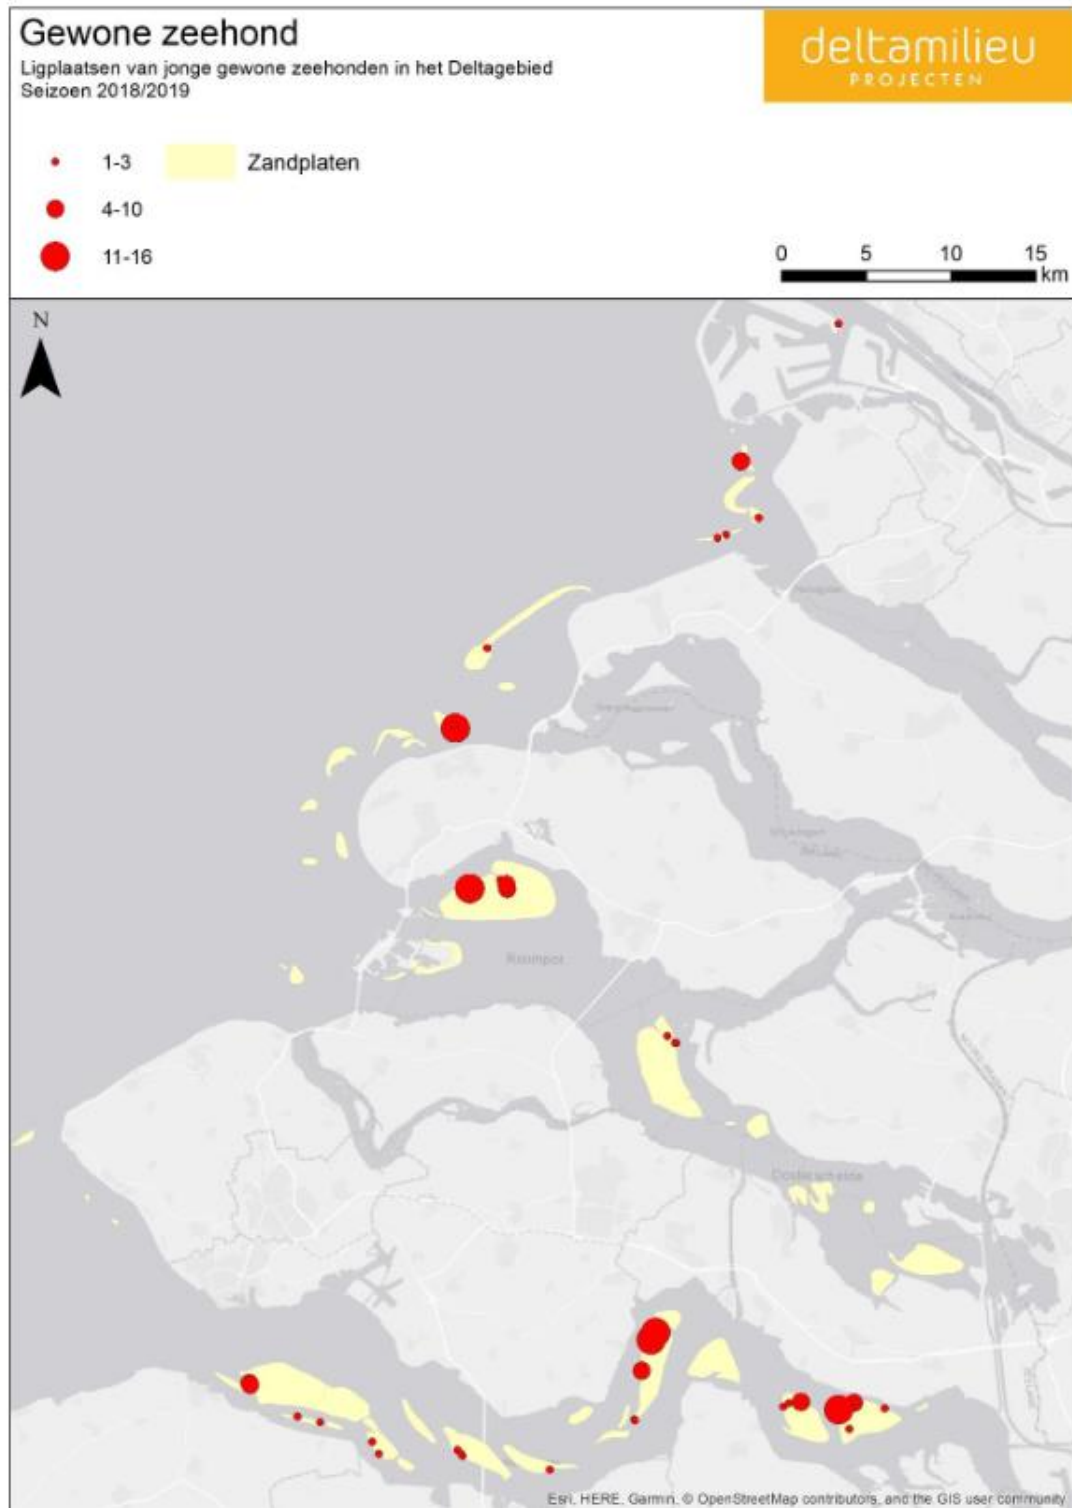 Gewone zeehond
Ligplaatsen van jonge gewone zeehonden in het Deltagebied
Seizoen 2018/2019
deltamilieu
PROJECTEN
1-3
Zandplaten
4-10
11-16
0 5 10 15
km
N
Roompot
Oosterschelde
Esri, HERE, Garmin, © OpenStreetMap contributors, and the GIS user community